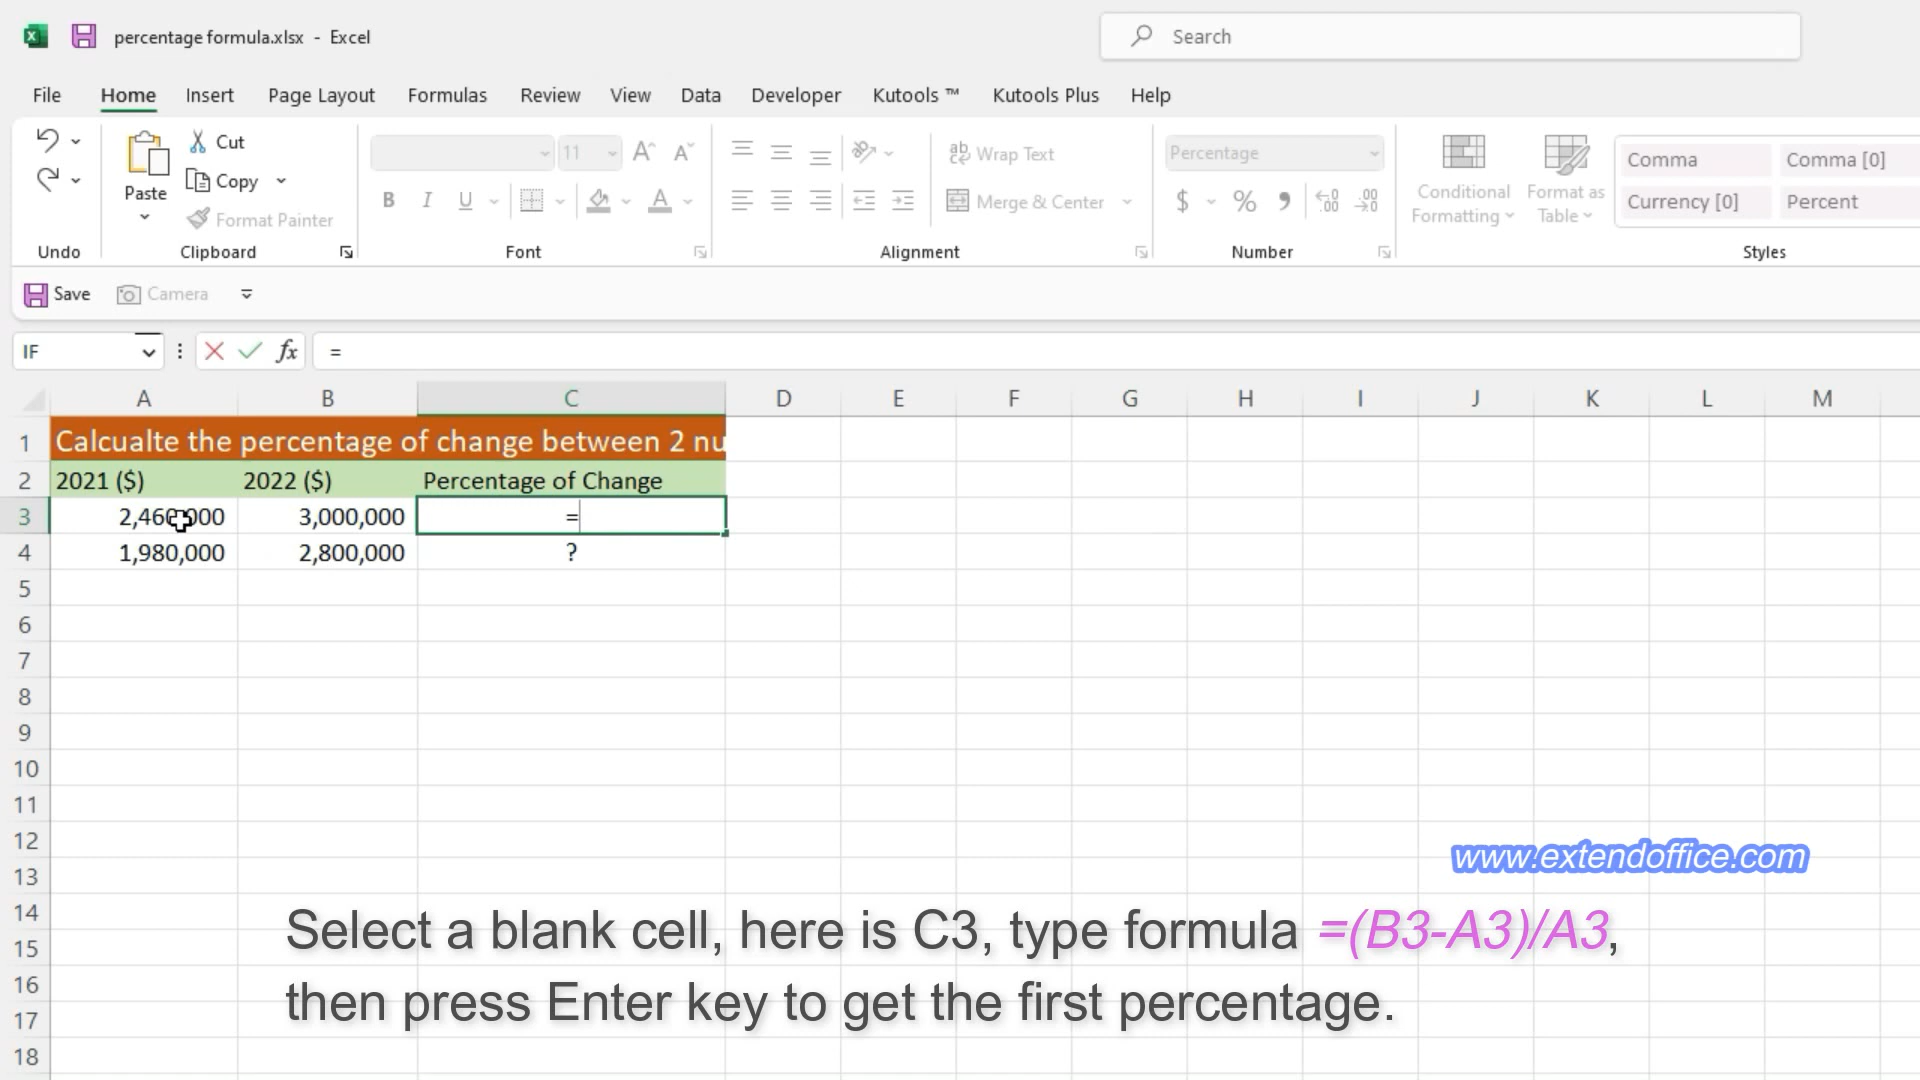 percentage formula.xlsx - Excel
Search
File Home Insert Page Layout Formulas Review View Data Developer Kutools ™ Kutools Plus Help
Paste
Cut
Copy
Format Painter
Undo
Clipboard
11
B I U
Font
Wrap Text
Merge & Center
Alignment
Percentage
$ % 9
Number
Conditional Formatting
Format as Table
Comma Comma [0]
Currency [0] Percent
Styles
Save Camera
IF fx =
A B C D E F G H I J K L M
1 Calcualte the percentage of change between 2 nu
2 2021 ($) 2022 ($) Percentage of Change
3 2,460,000 3,000,000 =
4 1,980,000 2,800,000 ?
5
6
7
8
9
10
11
12
13
14
15
16
17
18
www.extendoffice.com
Select a blank cell, here is C3, type formula =(B3-A3)/A3,
then press Enter key to get the first percentage.